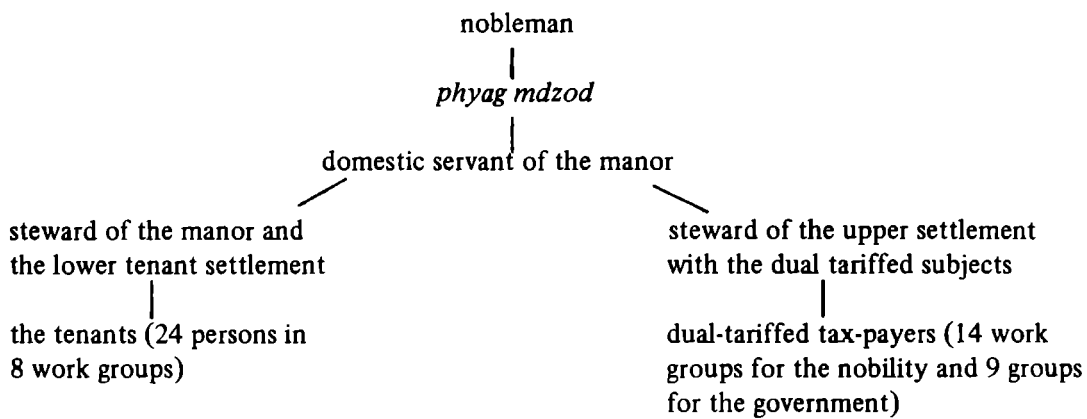 nobleman
phyag mdzod
domestic servant of the manor
steward of the manor and
the lower tenant settlement
the tenants (24 persons in
8 work groups)
steward of the upper settlement
with the dual tariffed subjects
dual-tariffed tax-payers (14 work
groups for the nobility and 9 groups
for the government)